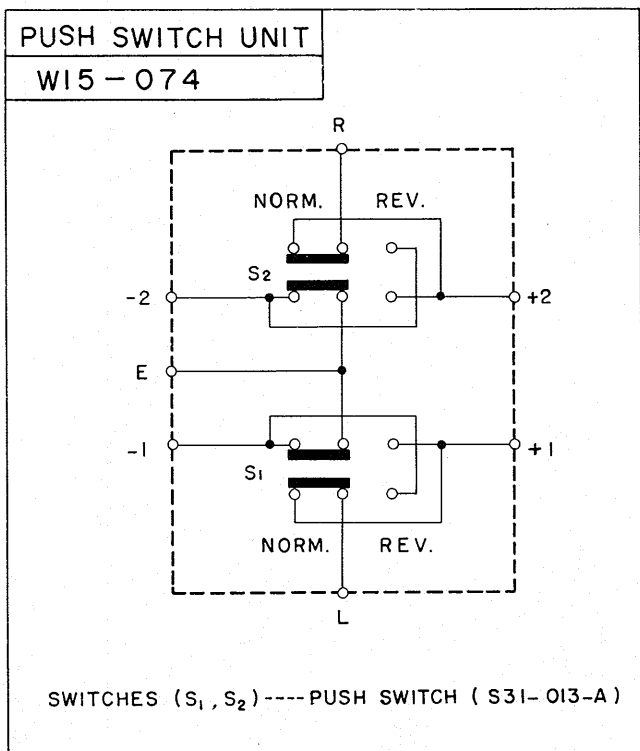 PUSH SWITCH UNIT
W15-074
R
NORM. REV.
S2
-2 +2
E
-1 +1
S1
NORM. REV.
L
SWITCHES (S1, S2)----PUSH SWITCH (S31-013-A)